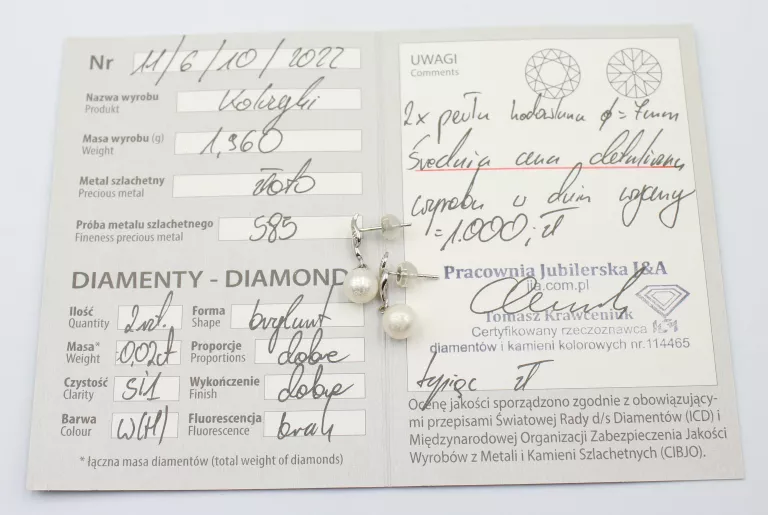 Nr 11/6/10/2022
Nazwa wyrobu Kolczyki
Produkt
Masa wyrobu (g) 1,960
Weight
Metal szlachetny złoto
Precious metal
Próba metalu szlachetnego 585
Fineness precious metal
DIAMENTY - DIAMOND
Ilość 2szt. Forma brylant
Quantity Shape
Masa* 0,02ct Proporcje dobre
Weight Proportions
Czystość Si1 Wykończenie dobre
Clarity Finish
Barwa W(H) Fluorescencja brak
Colour Fluorescence
* łączna masa diamentów (total weight of diamonds)
UWAGI
Comments
2x perła hodowlana ϕ=7mm
Średnia cena detaliczna
wyrobu w dniu wyceny
=1.000,- zł
Pracownia Jubilerska J&A
jja.com.pl
Tomasz Krawczeniuk
Certyfikowany rzeczoznawca
diamentów i kamieni kolorowych nr.114465
tysiąc zł
Ocenę jakości sporządzono zgodnie z obowiązujący-
mi przepisami Światowej Rady d/s Diamentów (ICD) i
Międzynarodowej Organizacji Zabezpieczenia Jakości
Wyrobów z Metali i Kamieni Szlachetnych (CIBJO).